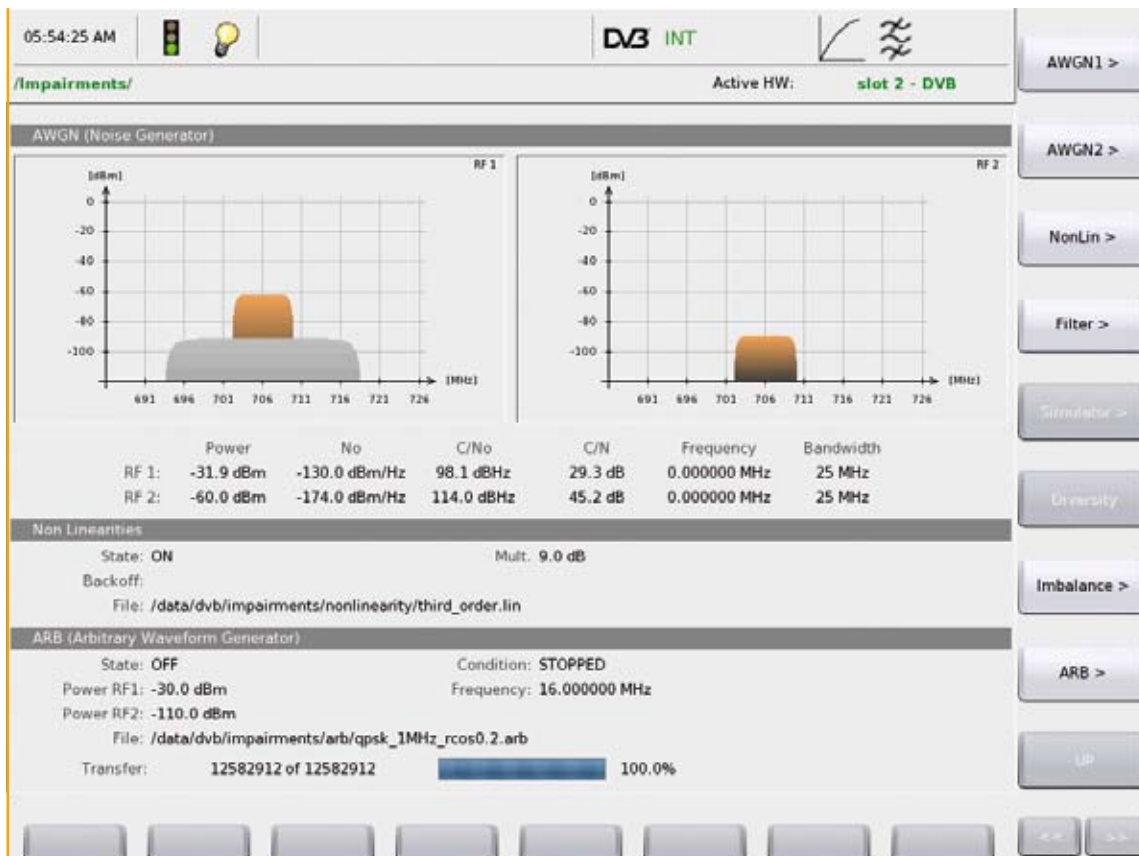 05:54:25 AM DVB INT
/Impairments/ Active HW: slot 2 - DVB
AWGN (Noise Generator)
RF 1
[dBm]
0
-20
-40
-60
-80
-100
[MHz]
691 696 701 706 711 716 721 726
RF 2
[dBm]
0
-20
-40
-60
-80
-100
[MHz]
691 696 701 706 711 716 721 726
Power No C/No C/N Frequency Bandwidth
RF 1: -31.9 dBm -130.0 dBm/Hz 98.1 dBHz 29.3 dB 0.000000 MHz 25 MHz
RF 2: -60.0 dBm -174.0 dBm/Hz 114.0 dBHz 45.2 dB 0.000000 MHz 25 MHz
Non Linearities
State: ON Mult. 9.0 dB
Backoff:
File: /data/dvb/impairments/nonlinearity/third_order.lin
ARB (Arbitrary Waveform Generator)
State: OFF Condition: STOPPED
Power RF1: -30.0 dBm Frequency: 16.000000 MHz
Power RF2: -110.0 dBm
File: /data/dvb/impairments/arb/qpsk_1MHz_rcos0.2.arb
Transfer: 12582912 of 12582912 100.0%
AWGN1 >
AWGN2 >
NonLin >
Filter >
Simulator >
Diversity
Imbalance >
ARB >
UP
<< >>